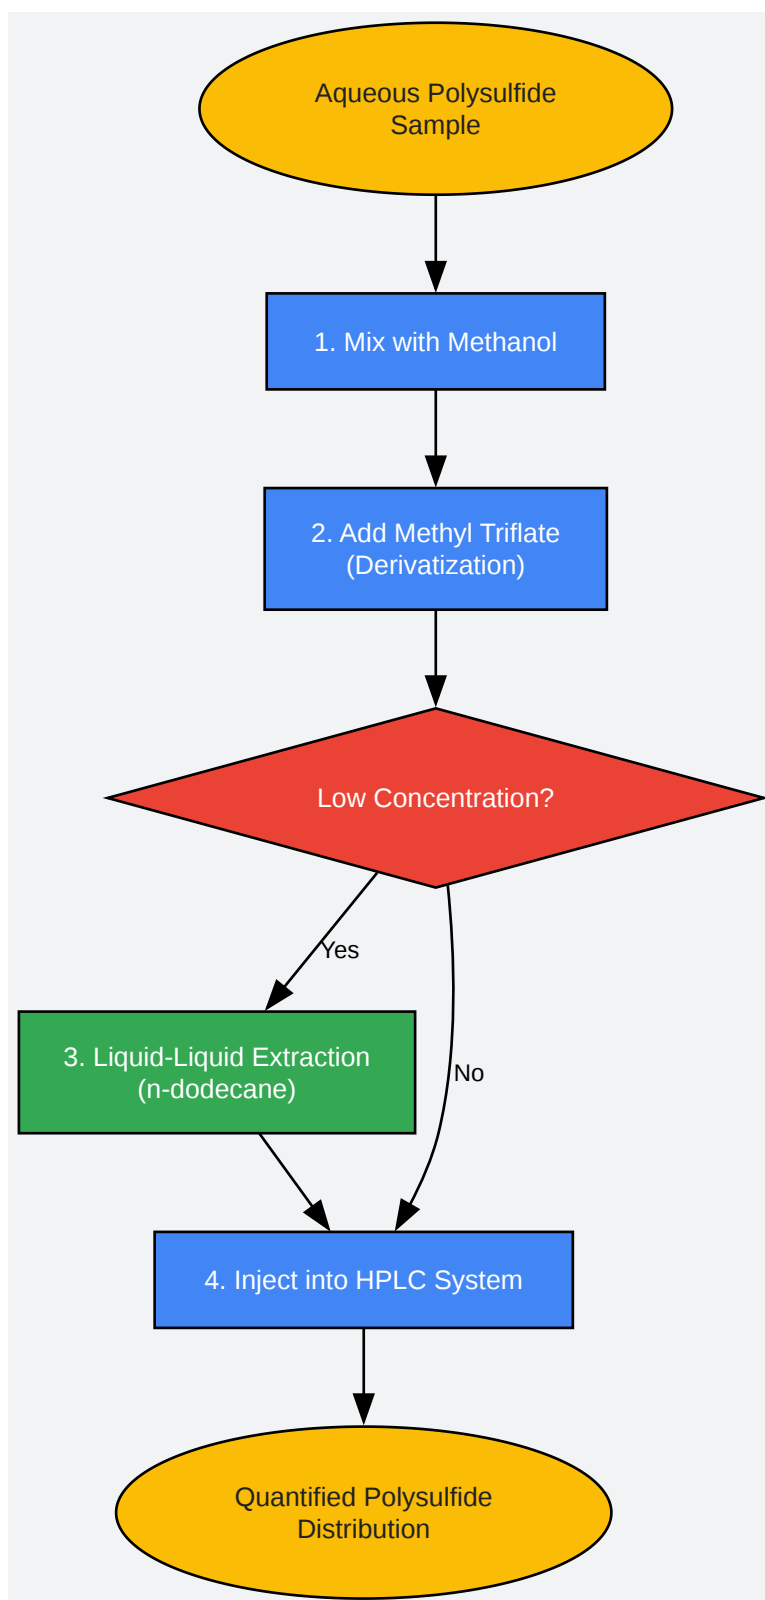 Aqueous Polysulfide
Sample
1. Mix with Methanol
2. Add Methyl Triflate
(Derivatization)
Low Concentration?
Yes
3. Liquid-Liquid Extraction
(n-dodecane)
No
4. Inject into HPLC System
Quantified Polysulfide
Distribution